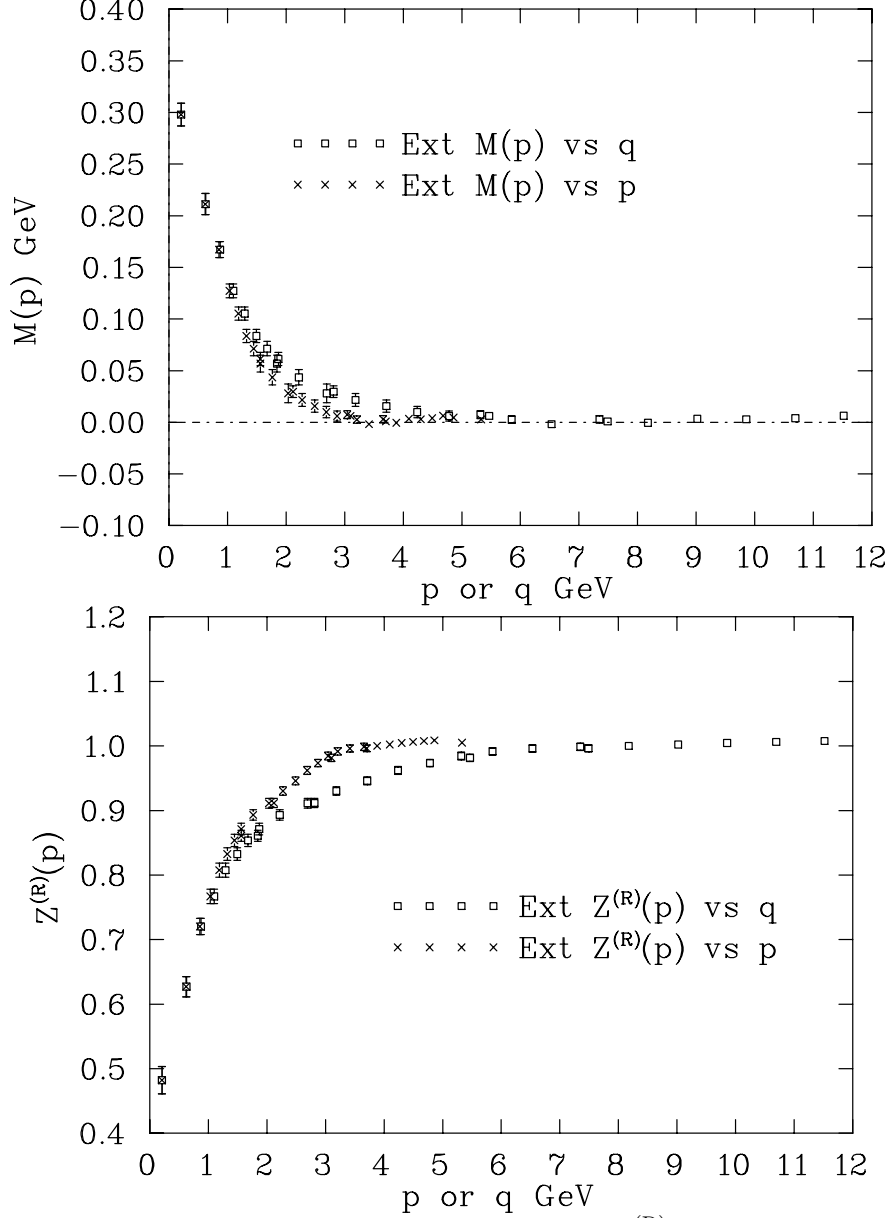 0.40
0.35
0.30
0.25
0.20
0.15
0.10
0.05
0.00
−0.05
−0.10
M(p) GeV
Ext M(p) vs q
Ext M(p) vs p
0 1 2 3 4 5 6 7 8 9 10 11 12
p or q GeV
1.2
1.1
1.0
0.9
0.8
0.7
0.6
0.5
0.4
Z(R)(p)
Ext Z(R)(p) vs q
Ext Z(R)(p) vs p
0 1 2 3 4 5 6 7 8 9 10 11 12
p or q GeV